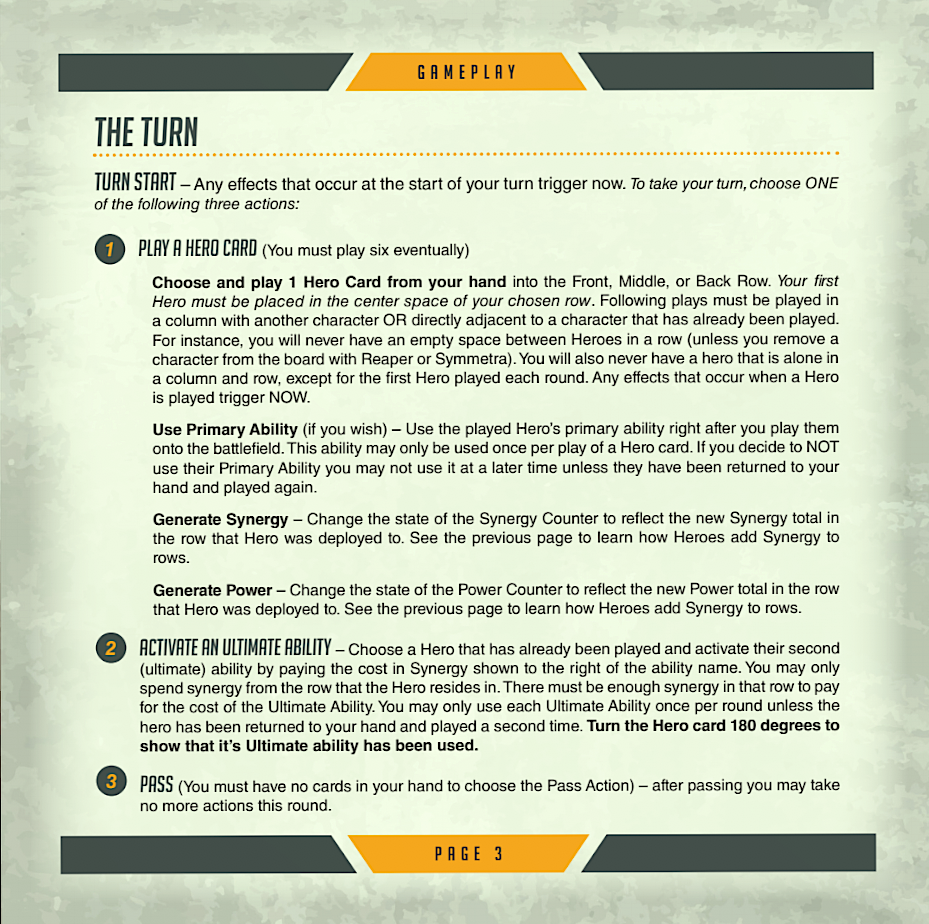 GAMEPLAY
THE TURN
TURN START – Any effects that occur at the start of your turn trigger now. To take your turn, choose ONE
of the following three actions:
1 PLAY A HERO CARD (You must play six eventually)
Choose and play 1 Hero Card from your hand into the Front, Middle, or Back Row. Your first
Hero must be placed in the center space of your chosen row. Following plays must be played in
a column with another character OR directly adjacent to a character that has already been played.
For instance, you will never have an empty space between Heroes in a row (unless you remove a
character from the board with Reaper or Symmetra). You will also never have a hero that is alone in
a column and row, except for the first Hero played each round. Any effects that occur when a Hero
is played trigger NOW.
Use Primary Ability (if you wish) – Use the played Hero's primary ability right after you play them
onto the battlefield. This ability may only be used once per play of a Hero card. If you decide to NOT
use their Primary Ability you may not use it at a later time unless they have been returned to your
hand and played again.
Generate Synergy – Change the state of the Synergy Counter to reflect the new Synergy total in
the row that Hero was deployed to. See the previous page to learn how Heroes add Synergy to
rows.
Generate Power – Change the state of the Power Counter to reflect the new Power total in the row
that Hero was deployed to. See the previous page to learn how Heroes add Synergy to rows.
2 ACTIVATE AN ULTIMATE ABILITY – Choose a Hero that has already been played and activate their second
(ultimate) ability by paying the cost in Synergy shown to the right of the ability name. You may only
spend synergy from the row that the Hero resides in. There must be enough synergy in that row to pay
for the cost of the Ultimate Ability. You may only use each Ultimate Ability once per round unless the
hero has been returned to your hand and played a second time. Turn the Hero card 180 degrees to
show that it's Ultimate ability has been used.
3 PASS (You must have no cards in your hand to choose the Pass Action) – after passing you may take
no more actions this round.
PAGE 3